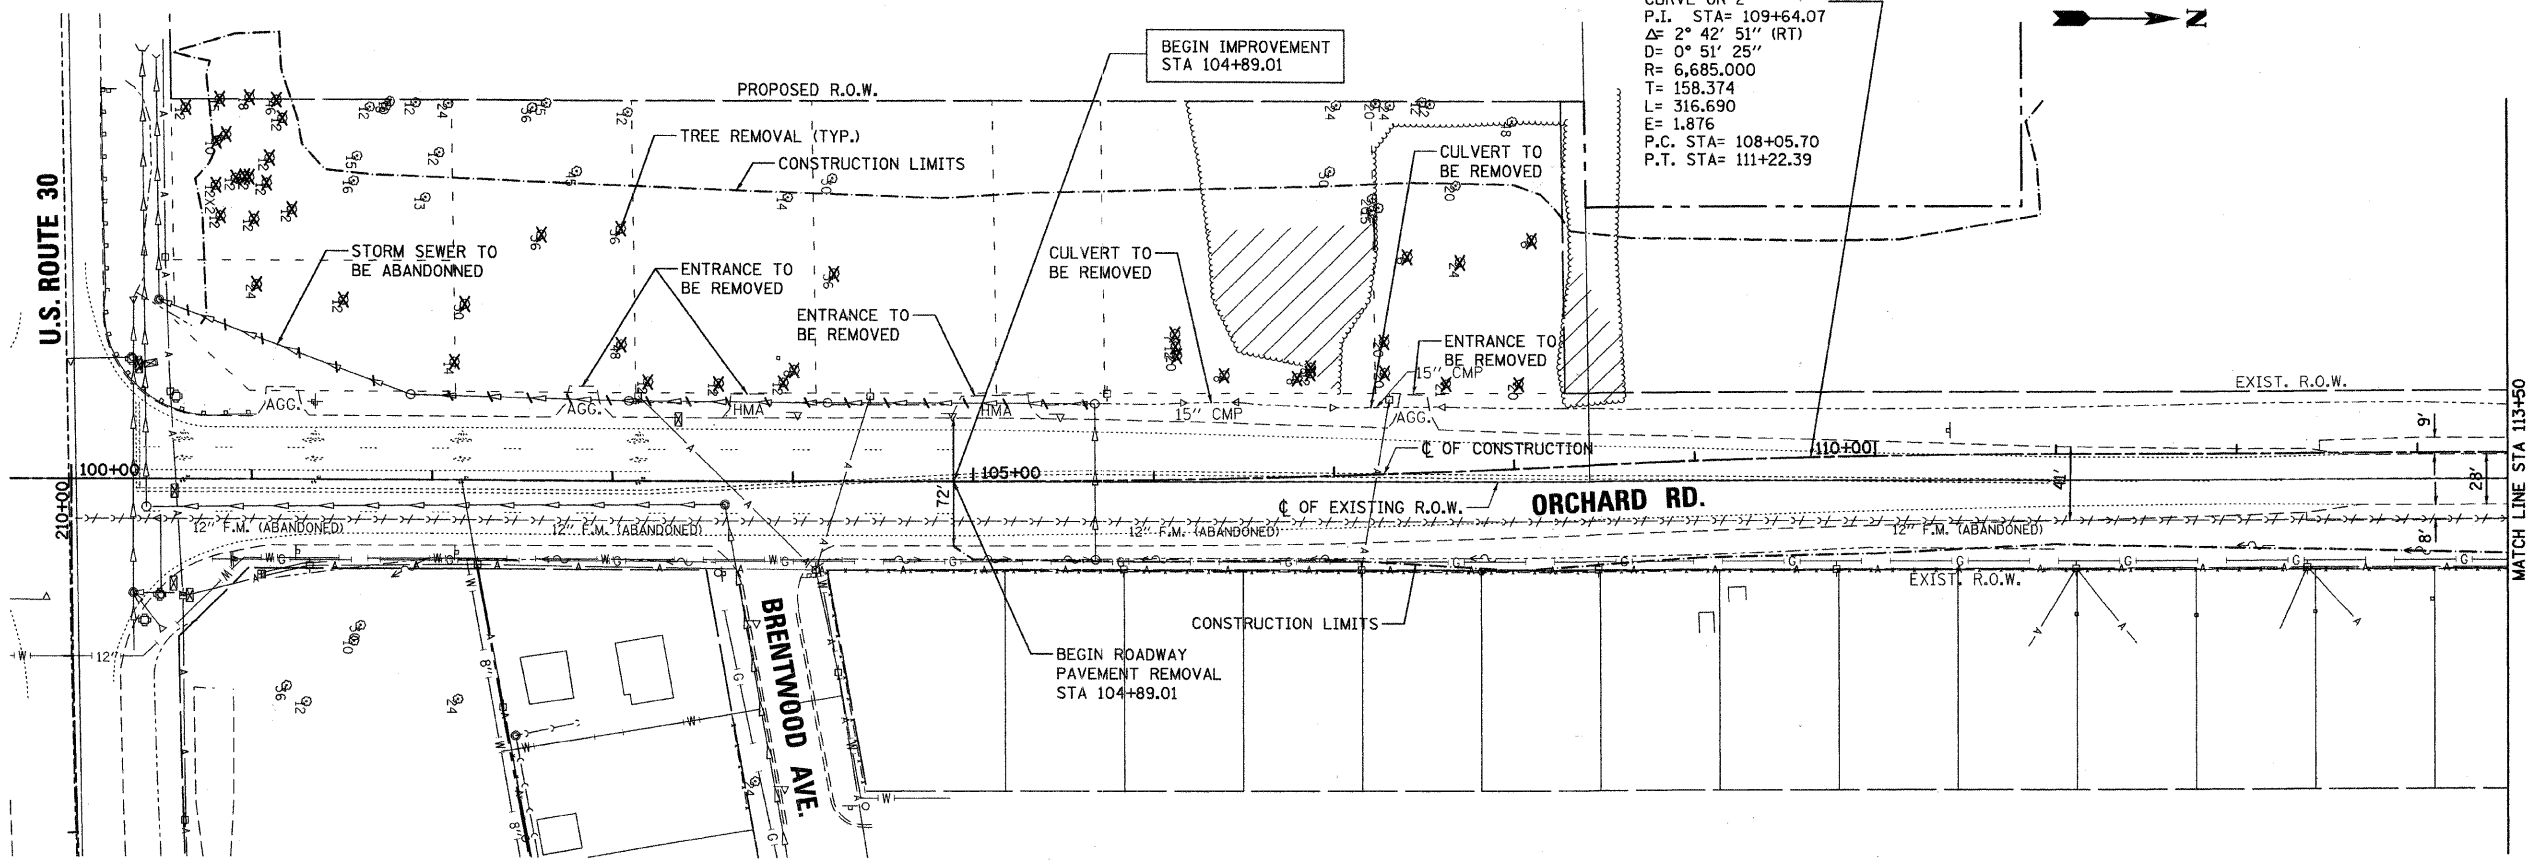 CURVE OR-2
P.I. STA= 109+64.07
Δ= 2° 42' 51" (RT)
D= 0° 51' 25"
R= 6,685.000
T= 158.374
L= 316.690
E= 1.876
P.C. STA= 108+05.70
P.T. STA= 111+22.39
N
BEGIN IMPROVEMENT
STA 104+89.01
PROPOSED R.O.W.
TREE REMOVAL (TYP.)
CONSTRUCTION LIMITS
CULVERT TO
BE REMOVED
U.S. ROUTE 30
STORM SEWER TO
BE ABANDONNED
ENTRANCE TO
BE REMOVED
CULVERT TO
BE REMOVED
ENTRANCE TO
BE REMOVED
ENTRANCE TO
BE REMOVED
15" CMP
EXIST. R.O.W.
AGG.
AGG.
HMA
HMA
15" CMP
AGG.
9'
MATCH LINE STA 113+50
℄ OF CONSTRUCTION
110+00
100+00
105+00
210+00
72'
41'
28'
℄ OF EXISTING R.O.W.
ORCHARD RD.
12" F.M. (ABANDONED)
12" F.M. (ABANDONED)
12" F.M. (ABANDONED)
12" F.M. (ABANDONED)
8'
EXIST. R.O.W.
CONSTRUCTION LIMITS
BRENTWOOD AVE.
BEGIN ROADWAY
PAVEMENT REMOVAL
STA 104+89.01
12"
8"
8"